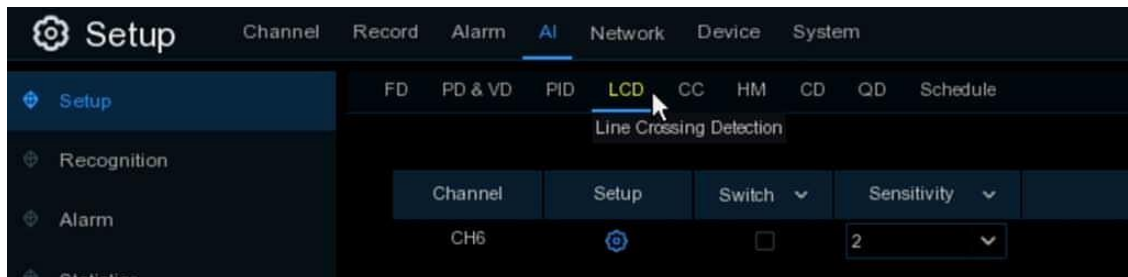 Setup Channel Record Alarm AI Network Device System
Setup FD PD & VD PID LCD CC HM CD QD Schedule
Line Crossing Detection
Recognition
Channel Setup Switch Sensitivity
Alarm
CH6 2
Statistics